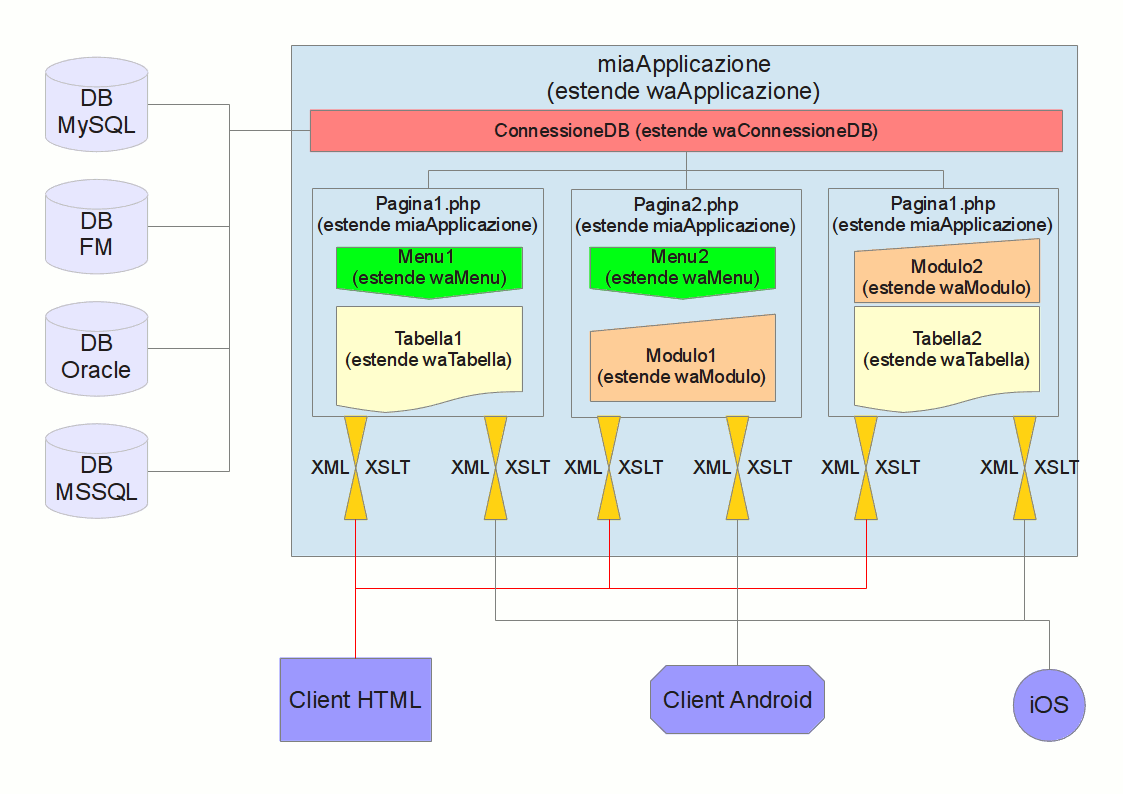 miaApplicazione
(estende waApplicazione)
DB
MySQL
ConnessioneDB (estende waConnessioneDB)
DB
FM
Pagina1.php
(estende miaApplicazione)
Menu1
(estende waMenu)
Tabella1
(estende waTabella)
Pagina2.php
(estende miaApplicazione)
Menu2
(estende waMenu)
Modulo1
(estende waModulo)
Pagina1.php
(estende miaApplicazione)
Modulo2
(estende waModulo)
Tabella2
(estende waTabella)
DB
Oracle
DB
MSSQL
XML XSLT
XML XSLT
XML XSLT
XML XSLT
XML XSLT
XML XSLT
Client HTML
Client Android
iOS